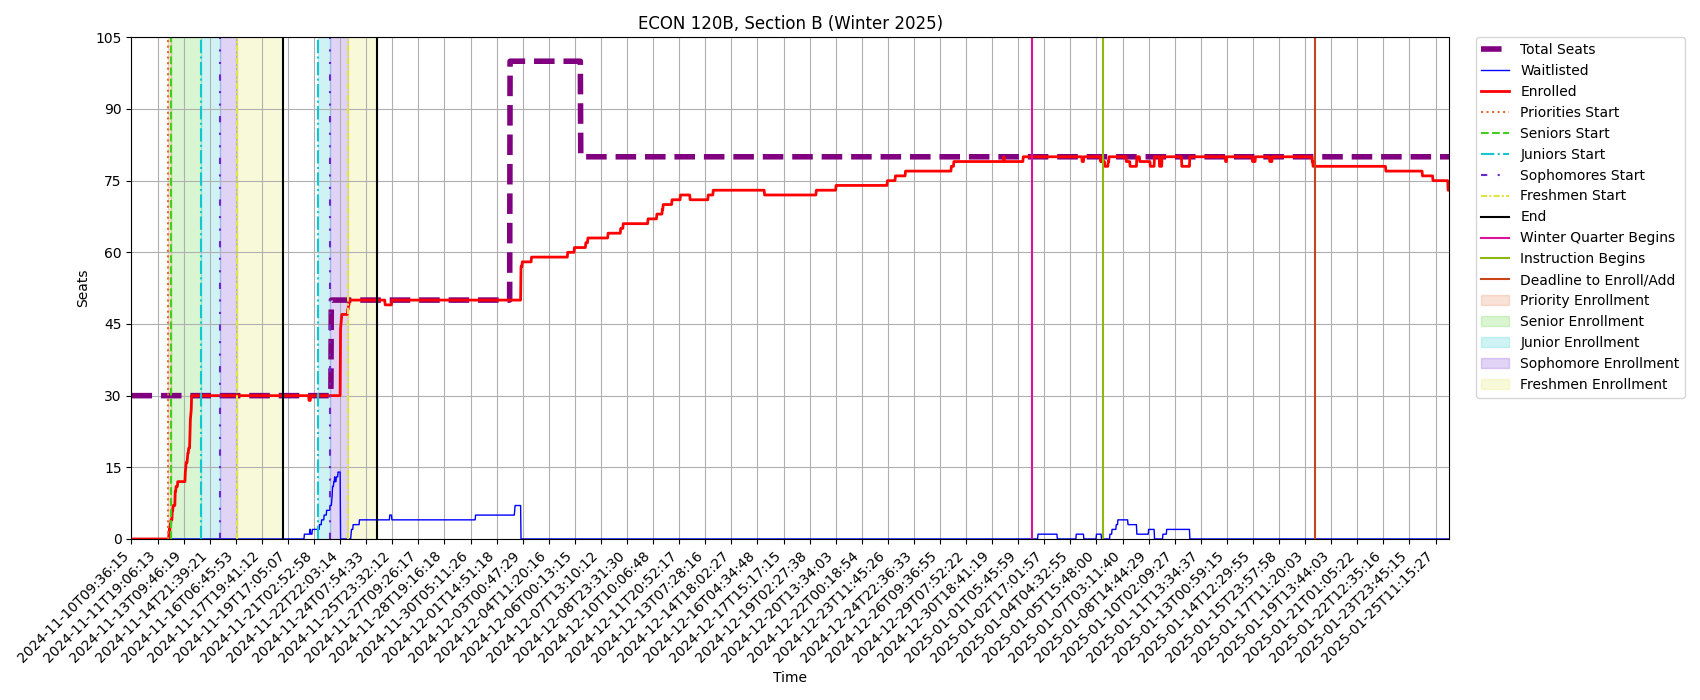 ECON 120B, Section B (Winter 2025)
Seats
105
90
75
60
45
30
15
0
2024-11-10T09:36:15
2024-11-11T19:06:13
2024-11-13T09:46:19
2024-11-14T21:39:21
2024-11-16T06:45:53
2024-11-17T19:41:12
2024-11-19T17:05:07
2024-11-21T02:52:58
2024-11-22T22:03:14
2024-11-24T07:54:33
2024-11-25T23:32:12
2024-11-27T09:26:17
2024-11-28T19:16:18
2024-11-30T05:11:26
2024-12-01T14:51:18
2024-12-03T00:47:29
2024-12-04T11:20:16
2024-12-06T00:13:15
2024-12-07T13:10:12
2024-12-08T23:31:30
2024-12-10T10:06:48
2024-12-11T20:52:17
2024-12-13T07:28:16
2024-12-14T18:02:27
2024-12-16T04:34:48
2024-12-17T15:17:15
2024-12-19T02:27:38
2024-12-20T13:34:03
2024-12-22T00:18:54
2024-12-23T11:45:26
2024-12-24T22:36:33
2024-12-26T09:36:55
2024-12-29T07:52:22
2024-12-30T18:41:19
2025-01-01T05:45:59
2025-01-02T17:01:57
2025-01-04T04:32:55
2025-01-05T15:48:00
2025-01-07T03:11:40
2025-01-08T14:44:29
2025-01-10T02:09:27
2025-01-11T13:34:37
2025-01-13T00:59:15
2025-01-14T12:29:55
2025-01-15T23:57:58
2025-01-17T11:20:03
2025-01-19T13:44:03
2025-01-21T01:05:22
2025-01-22T12:35:16
2025-01-23T23:45:15
2025-01-25T11:15:27
Time
Total Seats
Waitlisted
Enrolled
Priorities Start
Seniors Start
Juniors Start
Sophomores Start
Freshmen Start
End
Winter Quarter Begins
Instruction Begins
Deadline to Enroll/Add
Priority Enrollment
Senior Enrollment
Junior Enrollment
Sophomore Enrollment
Freshmen Enrollment